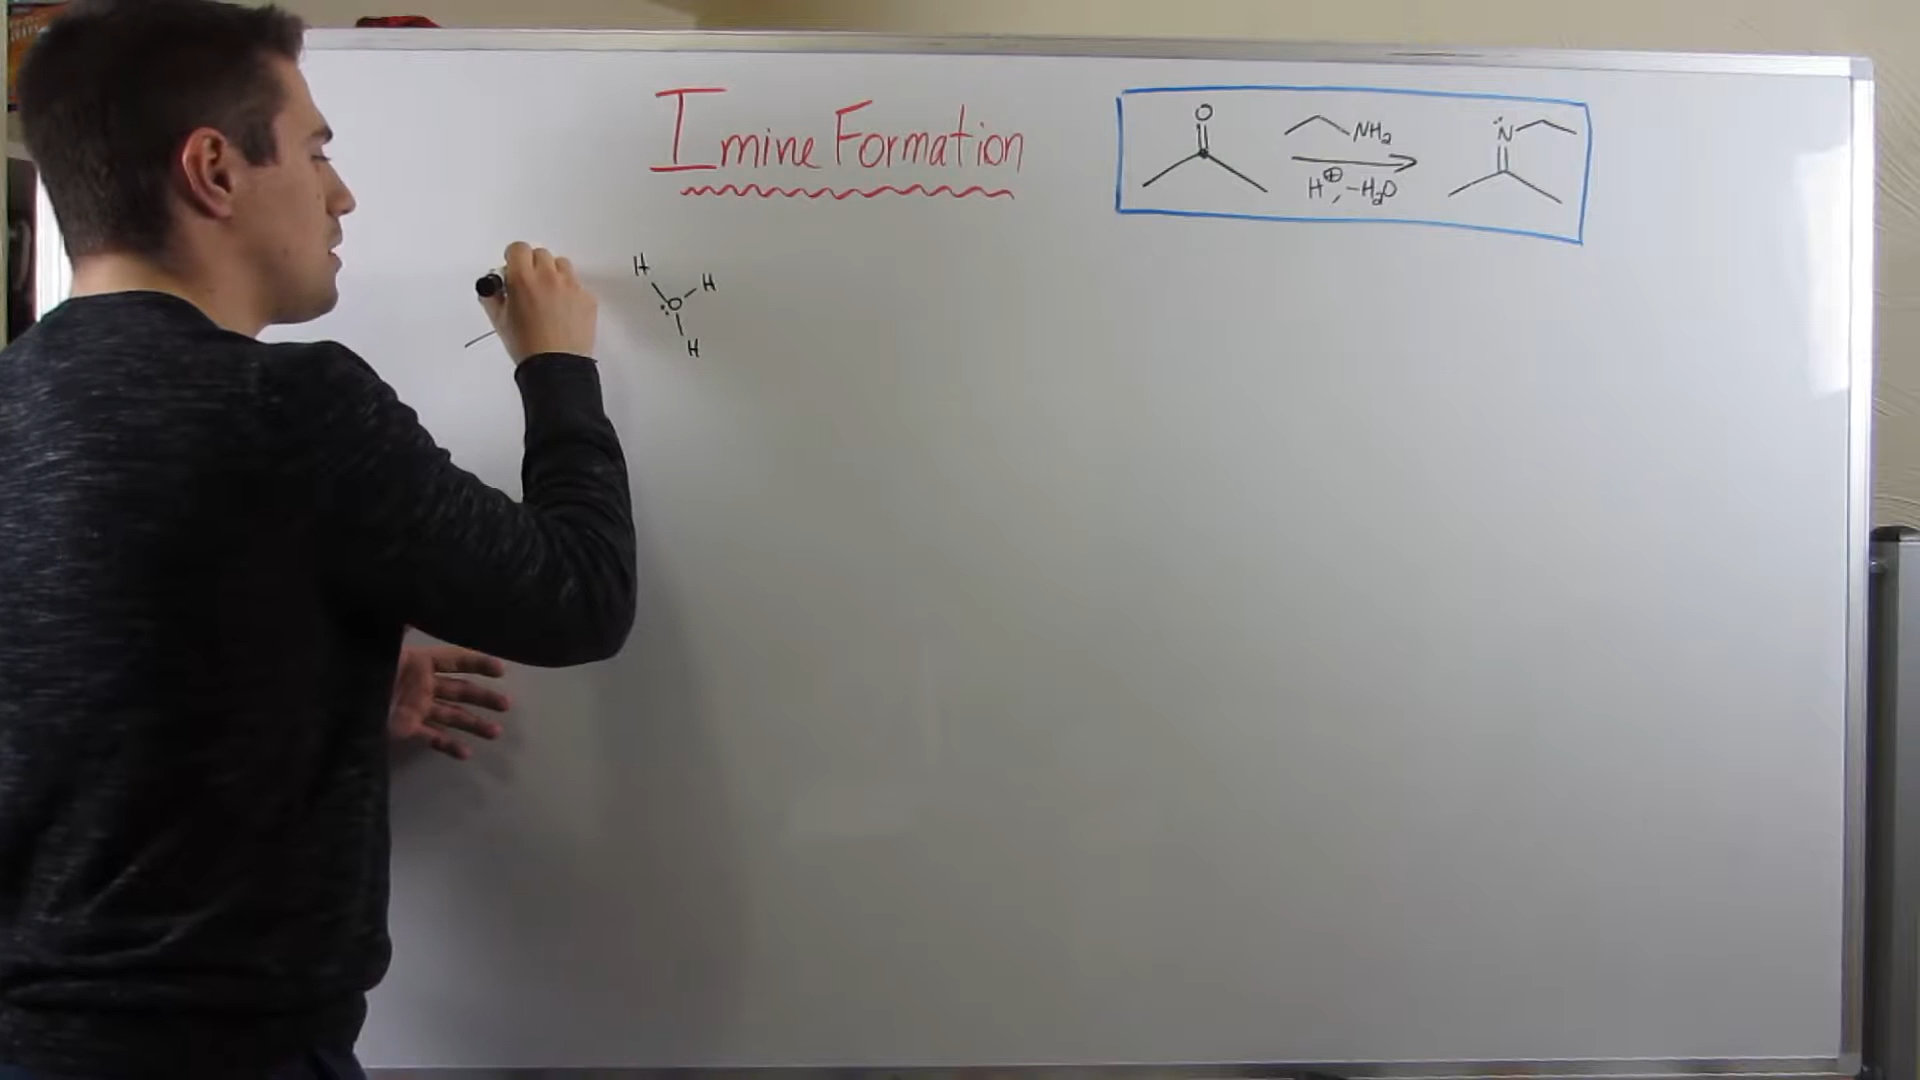 Imine Formation
O
NH₂
H⊕, -H₂O
N
H
H
:O
H